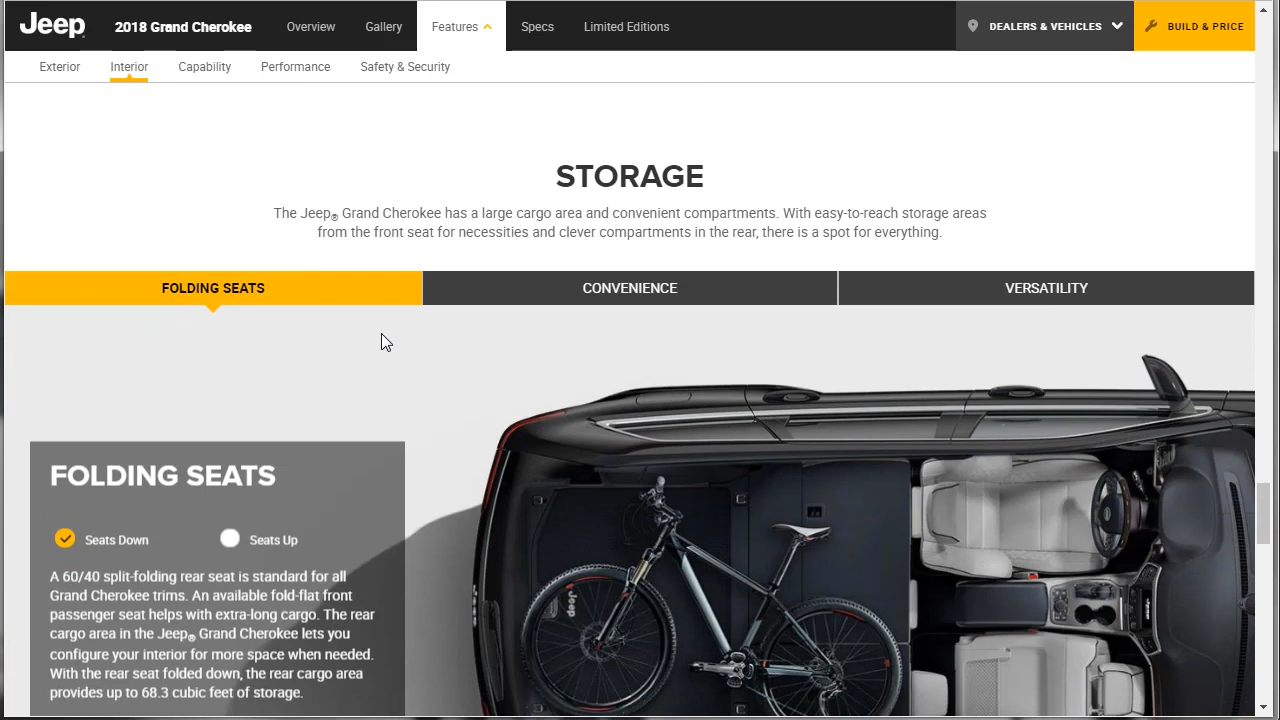 Jeep
2018 Grand Cherokee
Overview
Gallery
Features
Specs
Limited Editions
DEALERS & VEHICLES
BUILD & PRICE
Exterior
Interior
Capability
Performance
Safety & Security
STORAGE
The Jeep® Grand Cherokee has a large cargo area and convenient compartments. With easy-to-reach storage areas
from the front seat for necessities and clever compartments in the rear, there is a spot for everything.
FOLDING SEATS
CONVENIENCE
VERSATILITY
FOLDING SEATS
Seats Down
Seats Up
A 60/40 split-folding rear seat is standard for all
Grand Cherokee trims. An available fold-flat front
passenger seat helps with extra-long cargo. The rear
cargo area in the Jeep® Grand Cherokee lets you
configure your interior for more space when needed.
With the rear seat folded down, the rear cargo area
provides up to 68.3 cubic feet of storage.
Jeep